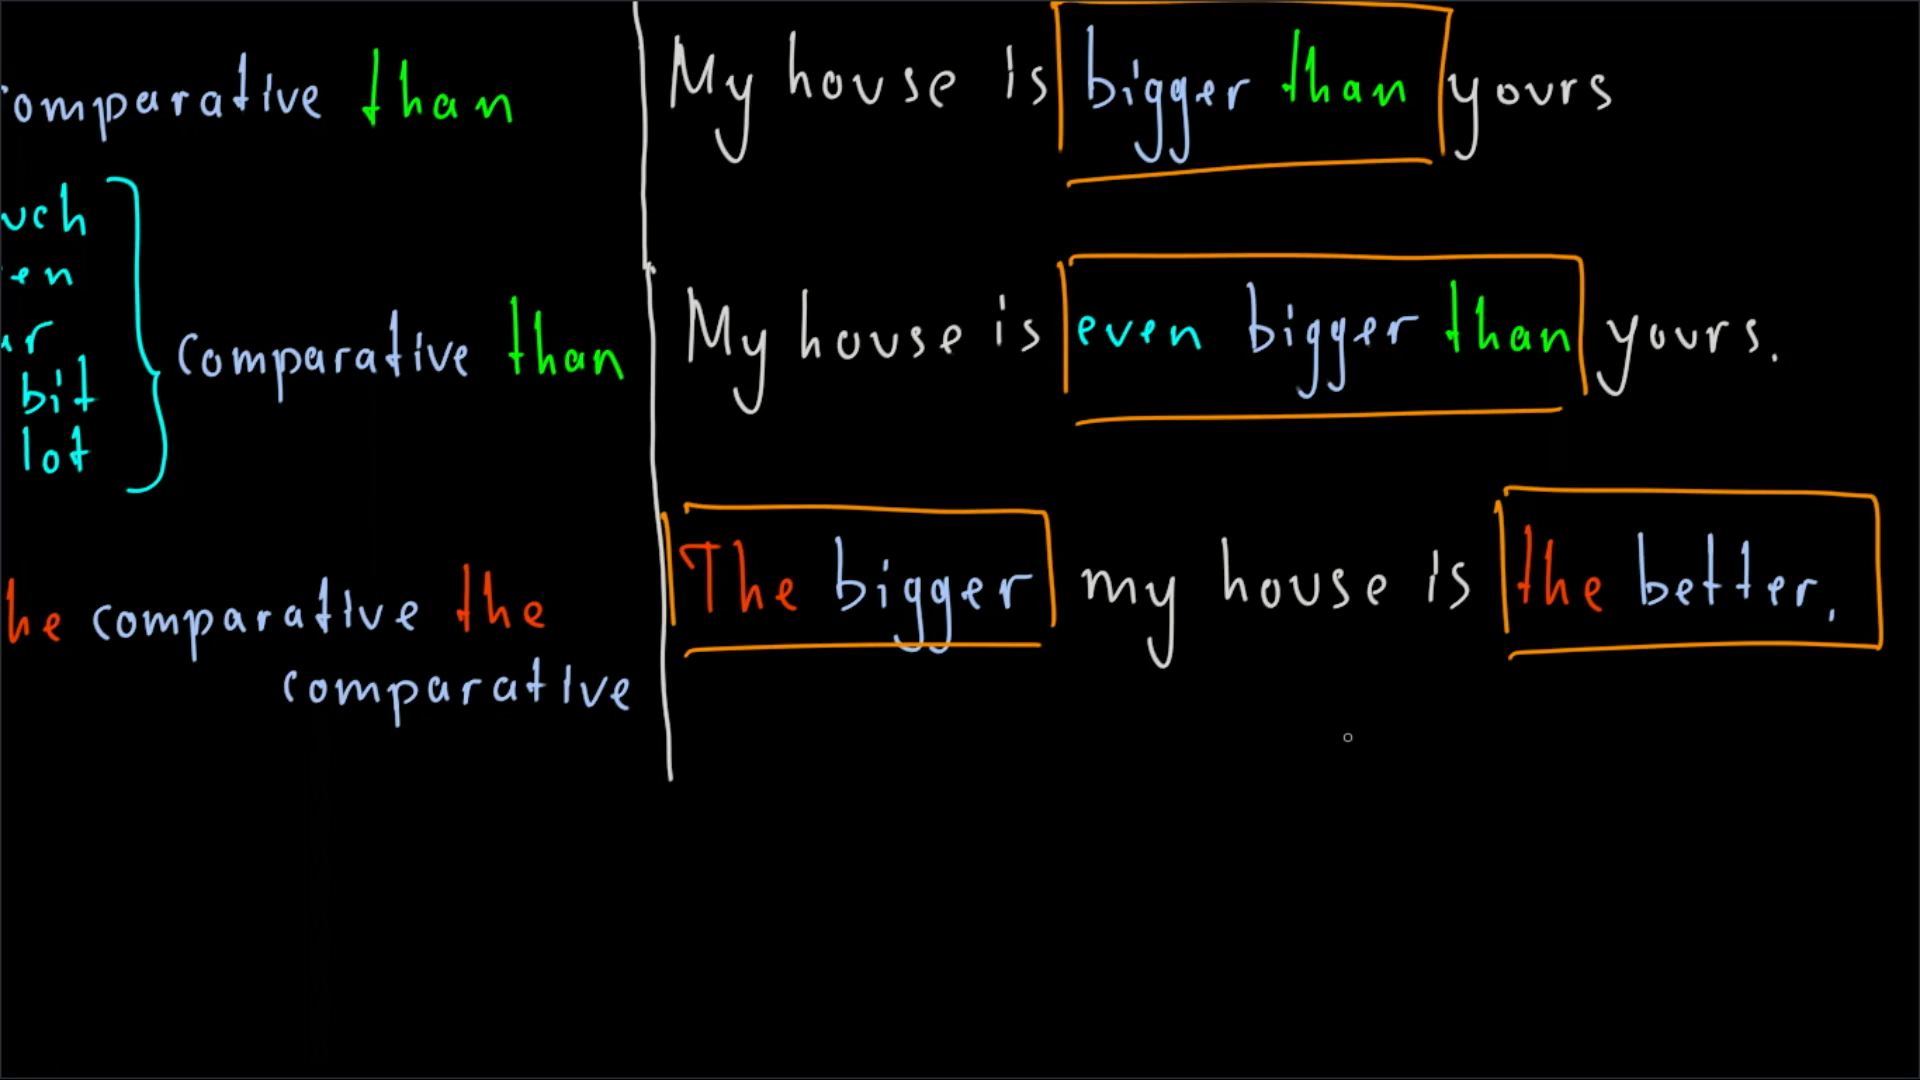 omparative than
My house is bigger than yours
uch
en
ar
bit
lot
comparative than
My house is even bigger than yours.
he comparative the
comparative
The bigger my house is the better.